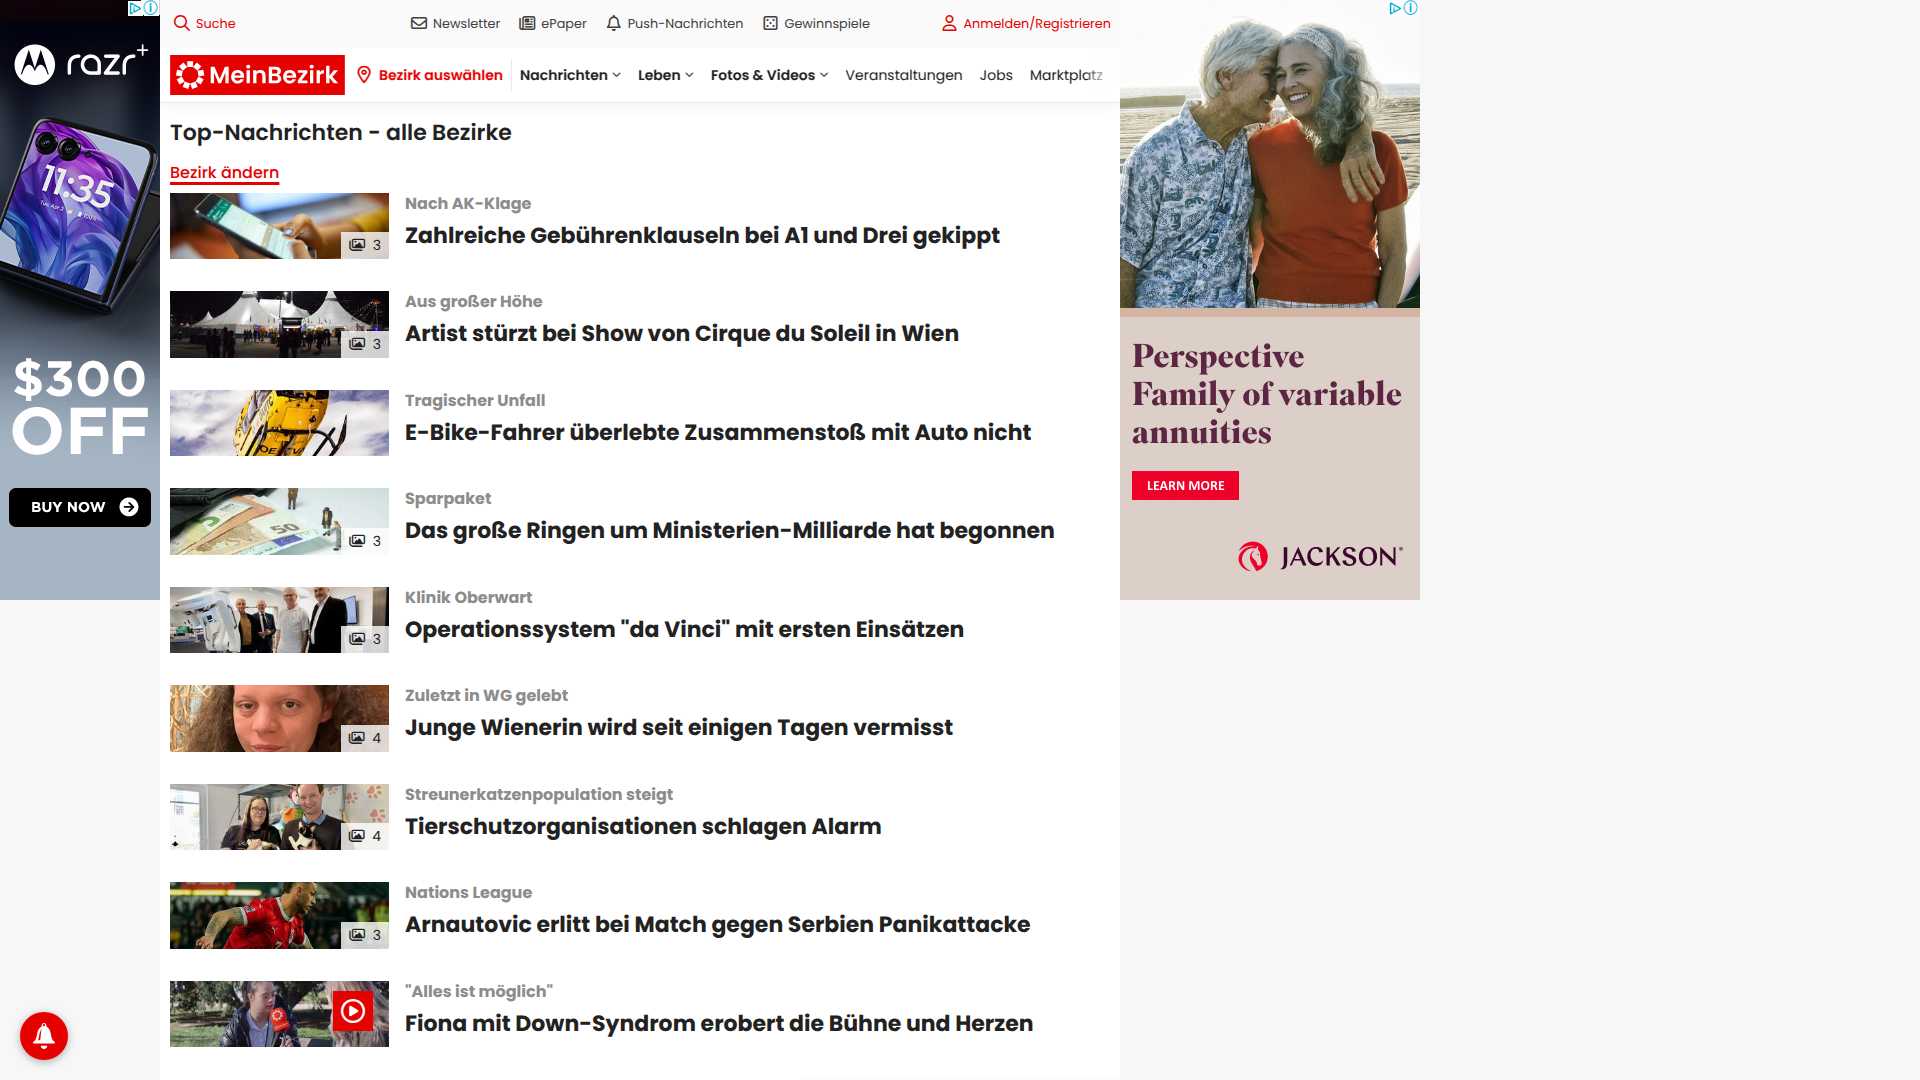 Suche
Newsletter
ePaper
Push-Nachrichten
Gewinnspiele
Anmelden/Registrieren
MeinBezirk
Bezirk auswählen
Nachrichten
Leben
Fotos & Videos
Veranstaltungen
Jobs
Marktplatz
Top-Nachrichten - alle Bezirke
Bezirk ändern
3
Nach AK-Klage
Zahlreiche Gebührenklauseln bei A1 und Drei gekippt
3
Aus großer Höhe
Artist stürzt bei Show von Cirque du Soleil in Wien
Tragischer Unfall
E-Bike-Fahrer überlebte Zusammenstoß mit Auto nicht
50
3
Sparpaket
Das große Ringen um Ministerien-Milliarde hat begonnen
3
Klinik Oberwart
Operationssystem "da Vinci" mit ersten Einsätzen
4
Zuletzt in WG gelebt
Junge Wienerin wird seit einigen Tagen vermisst
4
Streunerkatzenpopulation steigt
Tierschutzorganisationen schlagen Alarm
3
Nations League
Arnautovic erlitt bei Match gegen Serbien Panikattacke
"Alles ist möglich"
Fiona mit Down-Syndrom erobert die Bühne und Herzen
razr+
11:35
$300
OFF
BUY NOW
Perspective
Family of variable
annuities
LEARN MORE
JACKSON®